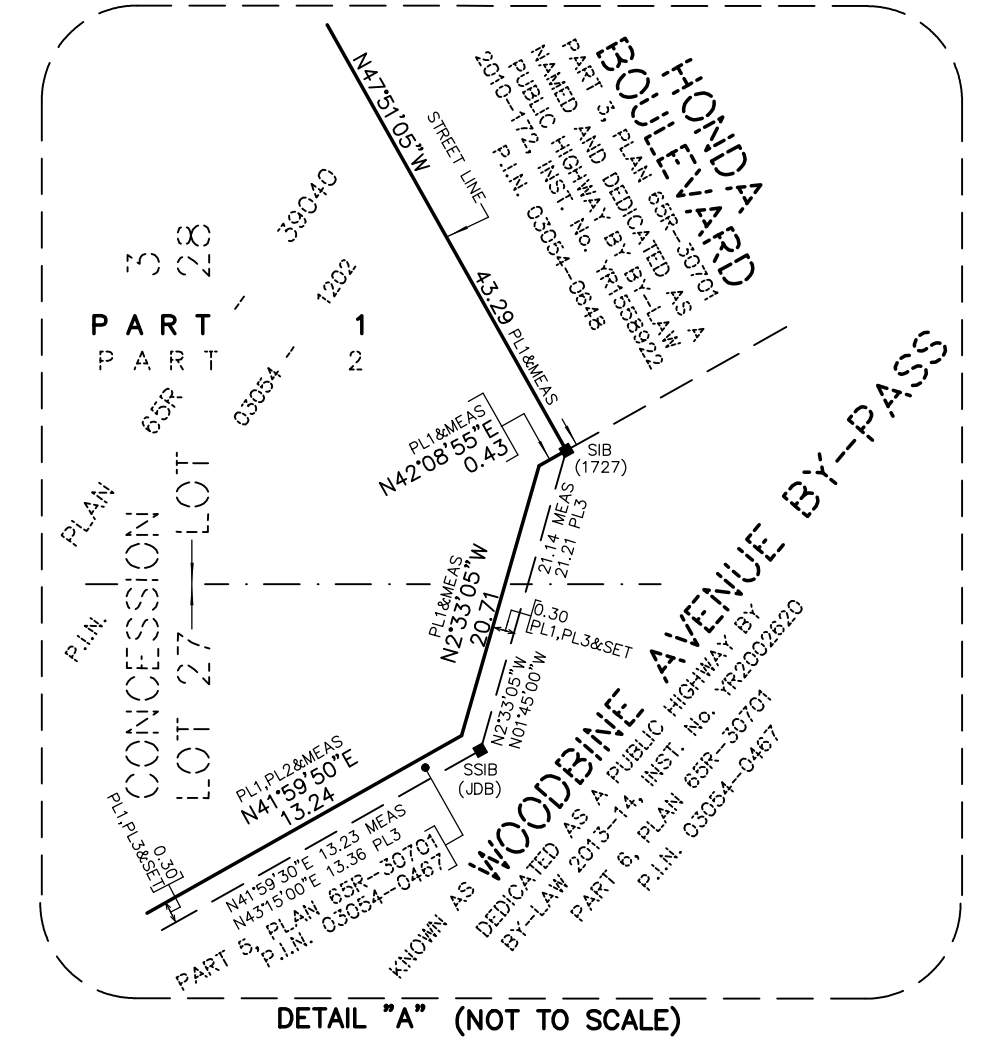 HONDA
BOULEVARD
PART 3, PLAN 65R-30701
NAMED AND DEDICATED AS A
PUBLIC HIGHWAY BY BY-LAW
2010-172, INST. No. YR1558922
P.I.N. 03054-0648
N47°51'05"W
STREET LINE
43.29 PL1&MEAS
3
28
39040
1202
PART 1
PART 2
65R -
03054 -
PLAN
P.I.N.
CONCESSION
LOT 27
LOT
PL1&MEAS
N42°08'55"E
0.43
SIB
(1727)
21.14 MEAS
21.21 PL3
PL1&MEAS
N2°33'05"W
20.71
0.30
PL1,PL3&SET
N2°33'05"W
N01°45'00"W
SSIB
(JDB)
PL1,PL2&MEAS
N41°59'50"E
13.24
0.30
PL1,PL3&SET
N41°59'30"E 13.23 MEAS
N43°15'00"E 13.36 PL3
PART 5, PLAN 65R-30701
P.I.N. 03054-0467
KNOWN AS WOODBINE AVENUE BY-PASS
DEDICATED AS A PUBLIC HIGHWAY BY
BY-LAW 2013-14, INST. No. YR2002620
PART 6, PLAN 65R-30701
P.I.N. 03054-0467
DETAIL "A" (NOT TO SCALE)